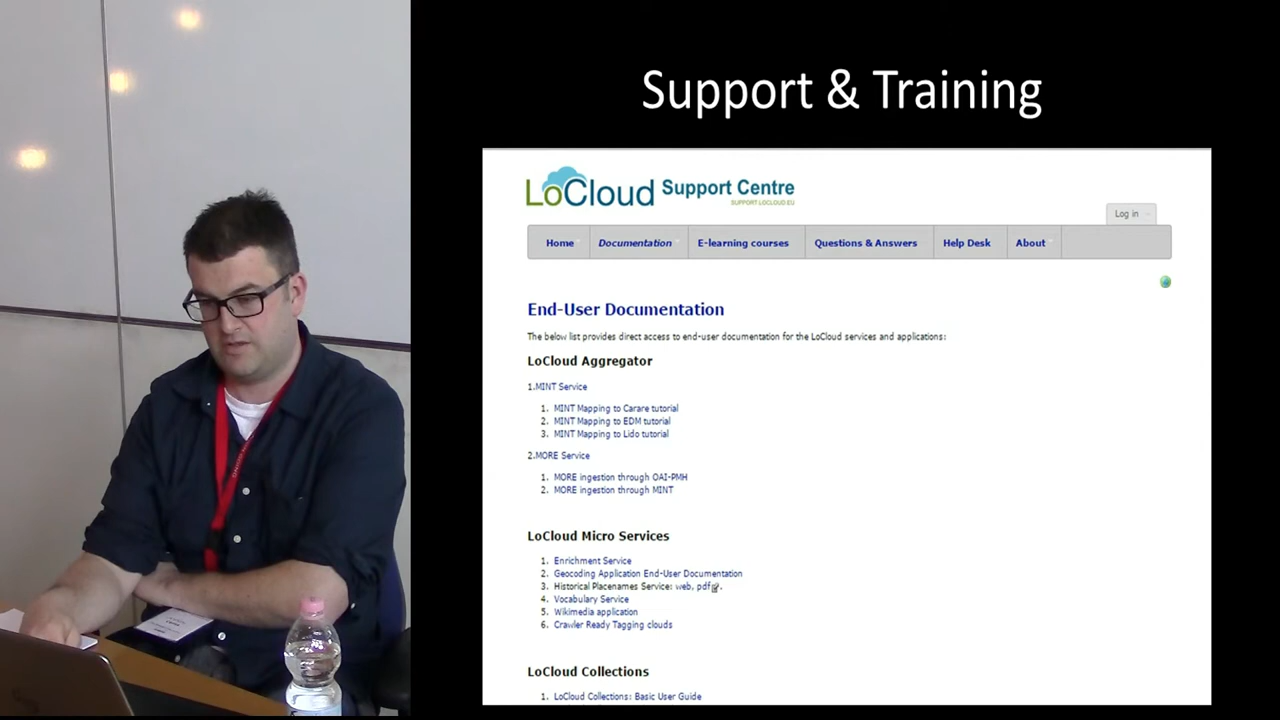 Support & Training
LoCloud Support Centre
SUPPORT.LOCLOUD.EU
Log in
Home Documentation E-learning courses Questions & Answers Help Desk About
End-User Documentation
The below list provides direct access to end-user documentation for the LoCloud services and applications:
LoCloud Aggregator
1.MINT Service
1. MINT Mapping to Carare tutorial
2. MINT Mapping to EDM tutorial
3. MINT Mapping to Lido tutorial
2.MORE Service
1. MORE ingestion through OAI-PMH
2. MORE ingestion through MINT
LoCloud Micro Services
1. Enrichment Service
2. Geocoding Application End-User Documentation
3. Historical Placenames Service: web, pdf.
4. Vocabulary Service
5. Wikimedia application
6. Crawler Ready Tagging clouds
LoCloud Collections
1. LoCloud Collections: Basic User Guide